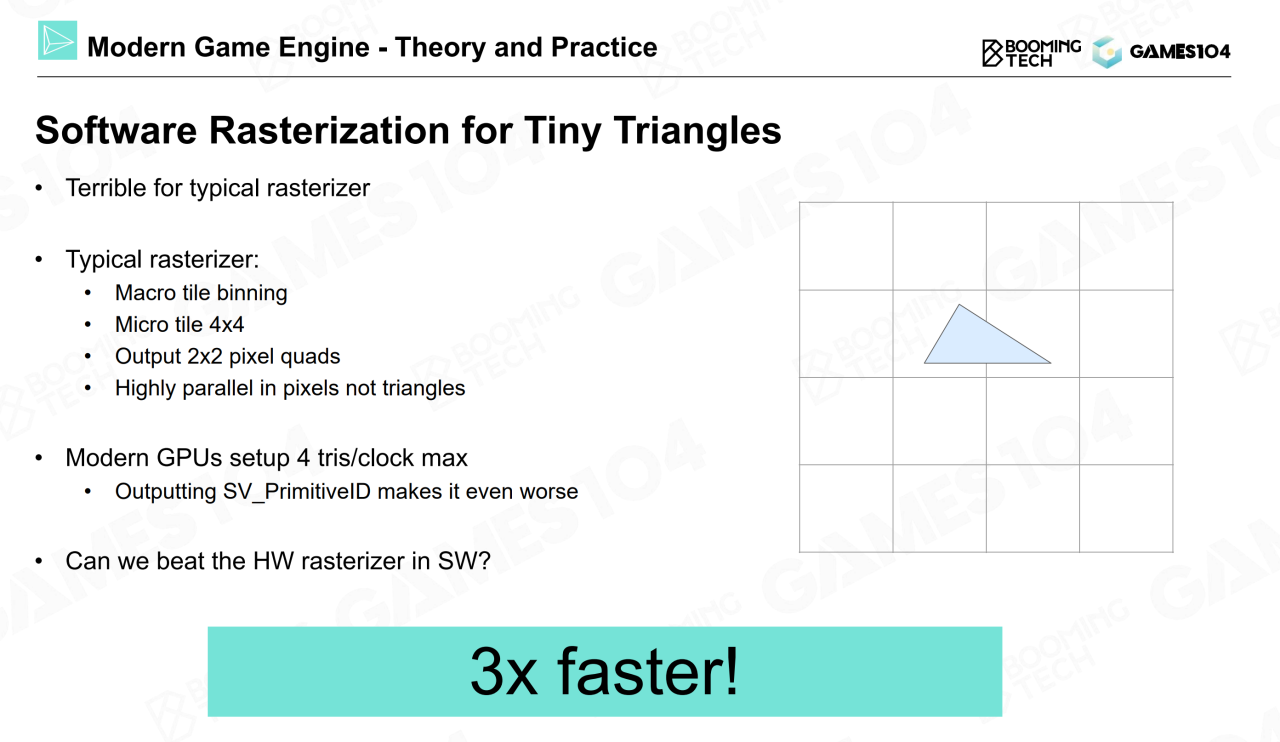 Modern Game Engine - Theory and Practice
BOOMING
TECH
GAMES104
Software Rasterization for Tiny Triangles
• Terrible for typical rasterizer
• Typical rasterizer:
• Macro tile binning
• Micro tile 4x4
• Output 2x2 pixel quads
• Highly parallel in pixels not triangles
• Modern GPUs setup 4 tris/clock max
• Outputting SV_PrimitiveID makes it even worse
• Can we beat the HW rasterizer in SW?
3x faster!